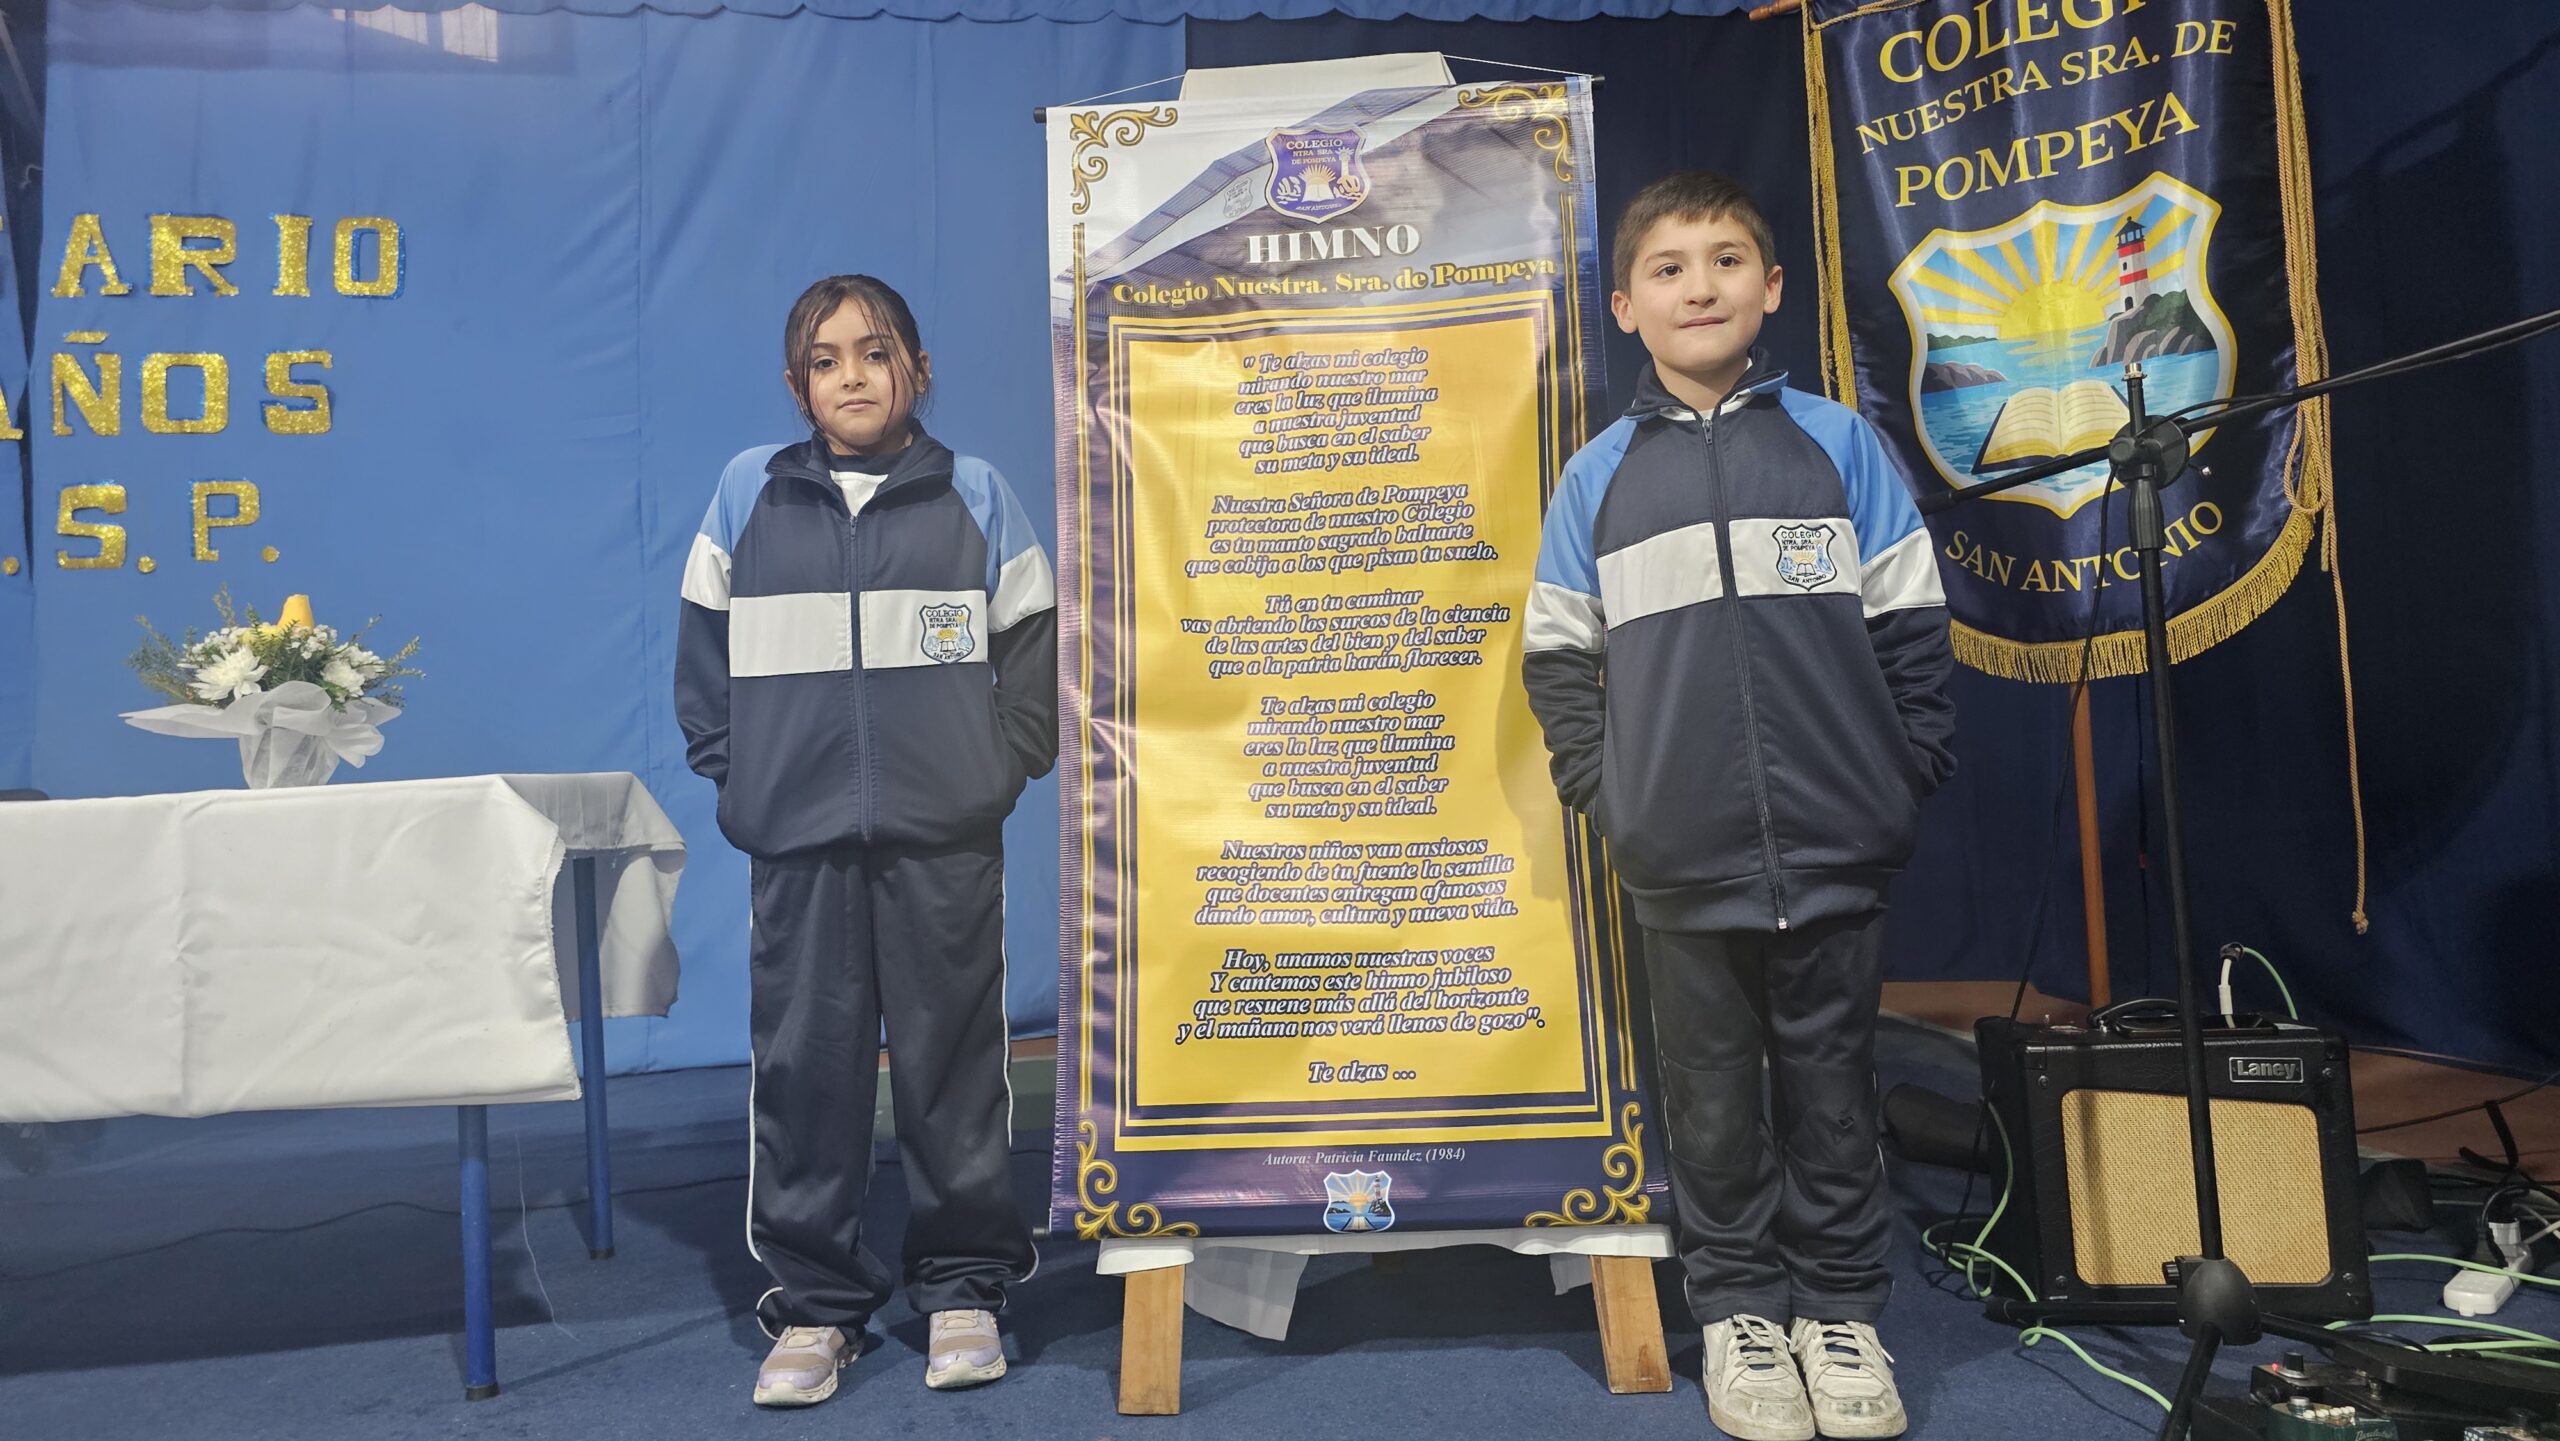 ARIO
AÑOS
.S.P.
COLEGIO
NTRA SRA.
DE POMPEYA
SAN ANTONIO
HIMNO
Colegio Nuestra. Sra. de Pompeya
" Te alzas mi colegio
mirando nuestro mar
eres la luz que ilumina
a nuestra juventud
que busca en el saber
su meta y su ideal.
Nuestra Señora de Pompeya
protectora de nuestro Colegio
es tu manto sagrado baluarte
que cobija a los que pisan tu suelo.
Tú en tu caminar
vas abriendo los surcos de la ciencia
de las artes del bien y del saber
que a la patria harán florecer.
Te alzas mi colegio
mirando nuestro mar
eres la luz que ilumina
a nuestra juventud
que busca en el saber
su meta y su ideal.
Nuestros niños van ansiosos
recogiendo de tu fuente la semilla
que docentes entregan afanosos
dando amor, cultura y nueva vida.
Hoy, unamos nuestras voces
Y cantemos este himno jubiloso
que resuene más allá del horizonte
y el mañana nos verá llenos de gozo".
Te alzas ...
Autora: Patricia Faundez (1984)
COLEGIO
NTRA. SRA.
DE POMPEYA
SAN ANTONIO
COLEGIO
NTRA. SRA.
DE POMPEYA
SAN ANTONIO
COLEGI
NUESTRA SRA. DE
POMPEYA
SAN ANTONIO
Laney